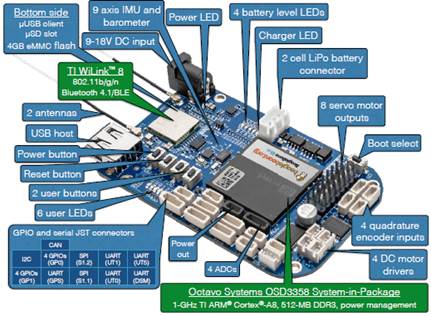 Bottom side
µUSB client
µSD slot
4GB eMMC flash
9 axis IMU and
barometer
9-18V DC input
Power LED
4 battery level LEDs
Charger LED
2 cell LiPo battery
connector
TI WiLink™ 8
802.11b/g/n
Bluetooth 4.1/BLE
8 servo motor
outputs
Boot select
2 antennas
USB host
Power button
Reset button
2 user buttons
6 user LEDs
GPIO and serial JST connectors
CAN
I2C
4 GPIOs
(GP0)
SPI
(S1.2)
UART
(UT1)
UART
(UT5)
4 GPIOs
(GP1)
UART
(GPS)
SPI
(S1.1)
UART
(UT0)
UART
(DSM)
Power
out
4 ADCs
4 quadrature
encoder inputs
4 DC motor
drivers
beagleboard.org
Octavo Systems OSD3358 System-in-Package
1-GHz TI ARM® Cortex®-A8, 512-MB DDR3, power management